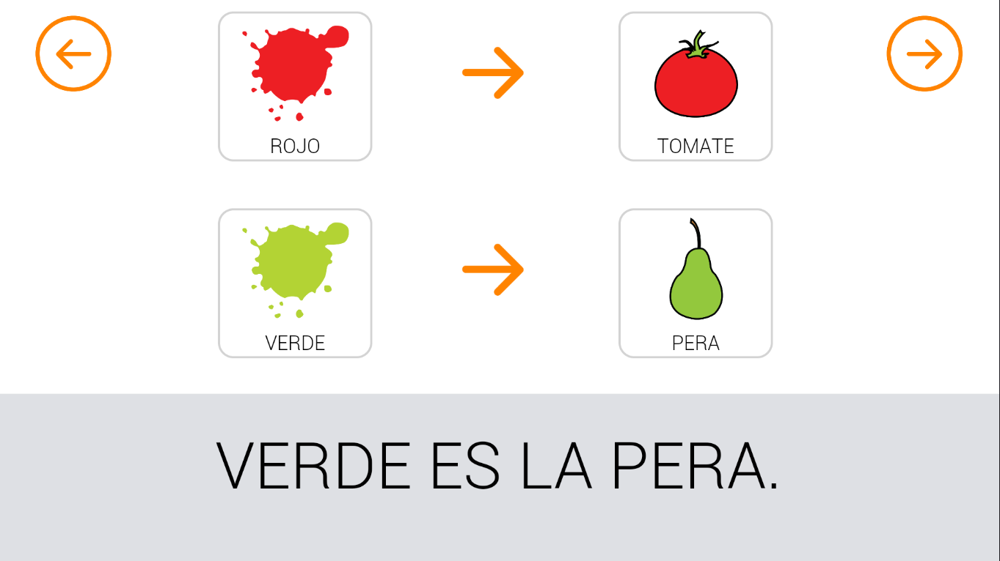 ROJO
TOMATE
VERDE
PERA
VERDE ES LA PERA.